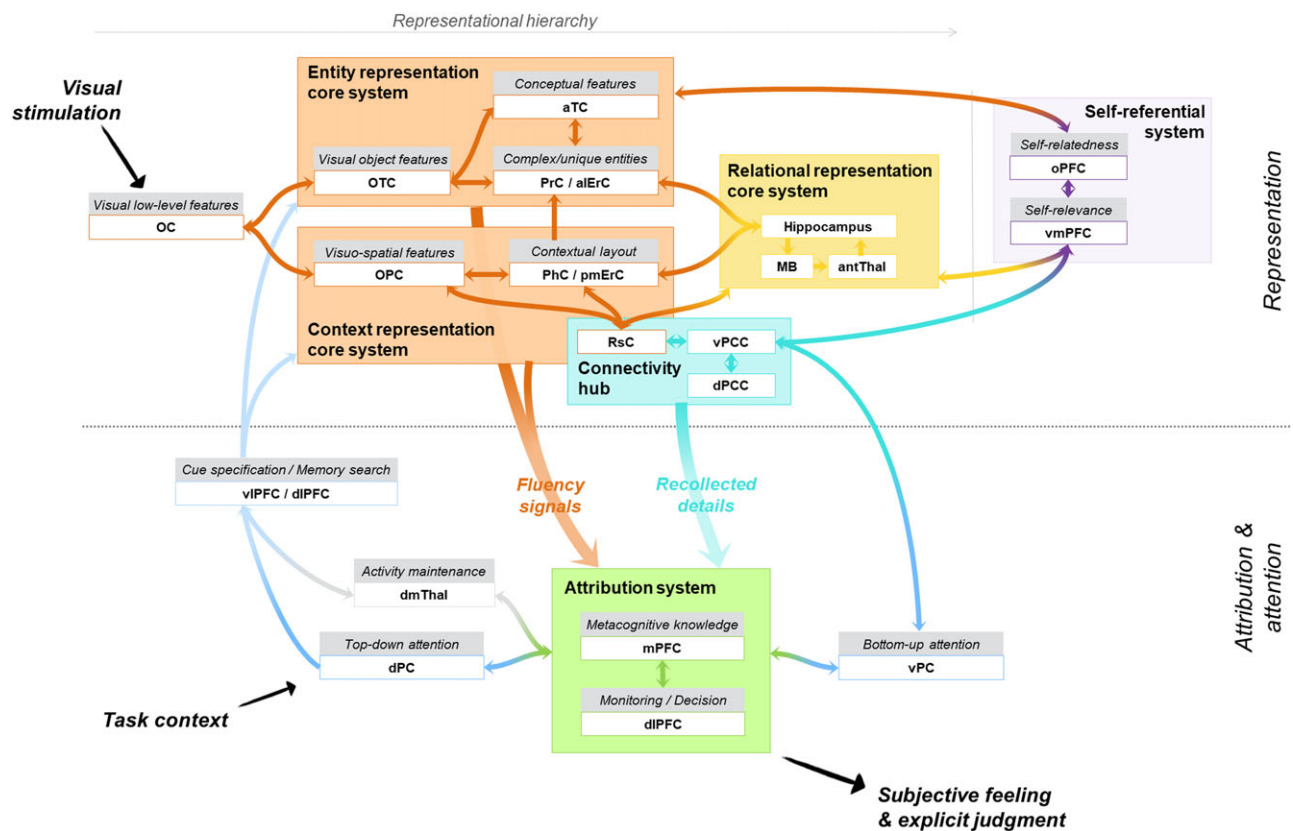 Representational hierarchy
Visual
stimulation
Entity representation
core system
Conceptual features
aTC
Visual object features
OTC
Complex/unique entities
PrC / alErC
Visual low-level features
OC
Visuo-spatial features
OPC
Contextual layout
PhC / pmErC
Context representation
core system
Relational representation
core system
Hippocampus
MB
antThal
Self-referential
system
Self-relatedness
oPFC
Self-relevance
vmPFC
Representation
RsC
vPCC
dPCC
Connectivity
hub
Cue specification / Memory search
vlPFC / dlPFC
Fluency
signals
Recollected
details
Activity maintenance
dmThal
Top-down attention
dPC
Task context
Attribution system
Metacognitive knowledge
mPFC
Monitoring / Decision
dlPFC
Bottom-up attention
vPC
Attribution &
attention
Subjective feeling
& explicit judgment